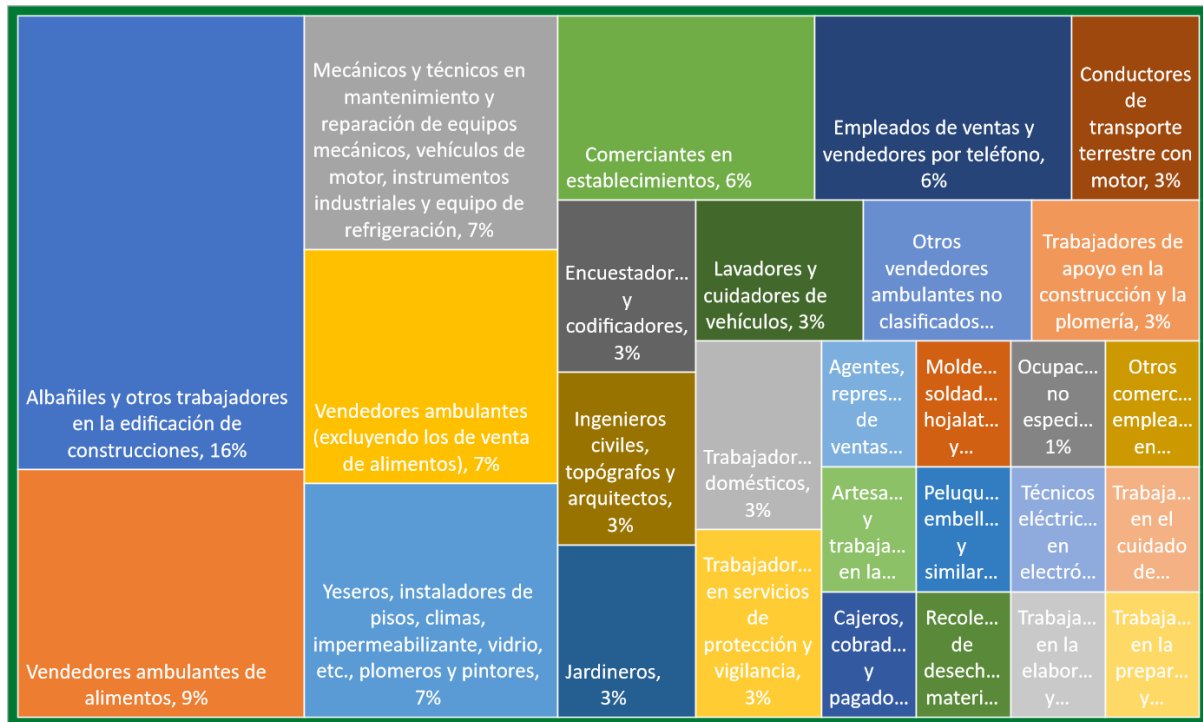 Albañiles y otros trabajadores
en la edificación de
construcciones, 16%
Vendedores ambulantes de
alimentos, 9%
Mecánicos y técnicos en
mantenimiento y
reparación de equipos
mecánicos, vehículos de
motor, instrumentos
industriales y equipo de
refrigeración, 7%
Vendedores ambulantes
(excluyendo los de venta
de alimentos), 7%
Yeseros, instaladores de
pisos, climas,
impermeabilizante, vidrio,
etc., plomeros y pintores,
7%
Comerciantes en
establecimientos, 6%
Empleados de ventas y
vendedores por teléfono,
6%
Conductores
de
transporte
terrestre con
motor, 3%
Encuestador...
y
codificadores,
3%
Ingenieros
civiles,
topógrafos y
arquitectos,
3%
Jardineros,
3%
Lavadores y
cuidadores de
vehículos, 3%
Otros
vendedores
ambulantes no
clasificados...
Trabajadores de
apoyo en la
construcción y la
plomería, 3%
Trabajador...
domésticos,
3%
Trabajador...
en servicios
de
protección y
vigilancia,
3%
Agentes,
repres...
de
ventas...
Molde...
soldad...
hojalat...
y...
Ocupac...
no
especi...
1%
Otros
comerc...
emplea...
en...
Artesa...
y
trabaja...
en la...
Peluqu...
embell...
y
similar...
Técnicos
eléctric...
en
electró...
Trabaja...
en el
cuidado
de...
Cajeros,
cobrad...
y
pagado...
Recole...
de
desech...
materi...
Trabaja...
en la
elabor...
y...
Trabaja...
en la
prepar...
y...